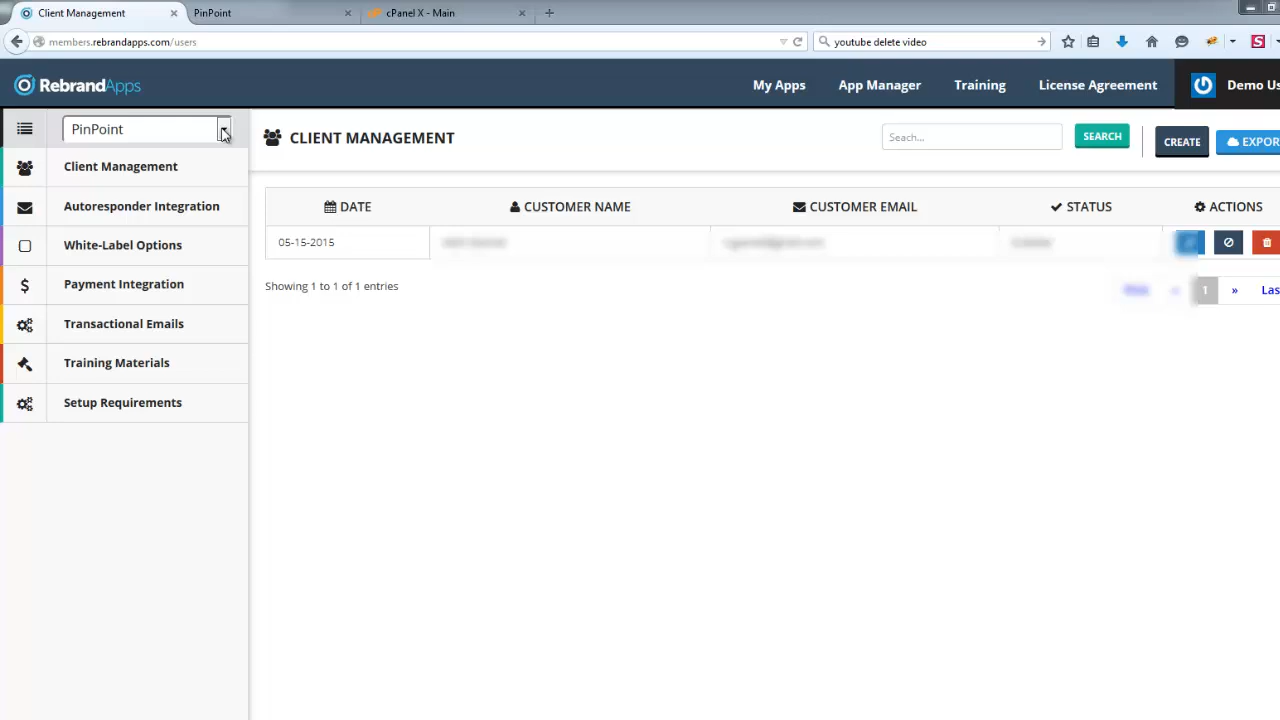 Client Management
PinPoint
cPanel X - Main
members.rebrandapps.com/users
youtube delete video
RebrandApps
My Apps
App Manager
Training
License Agreement
Demo Us
PinPoint
CLIENT MANAGEMENT
Search...
SEARCH
CREATE
EXPOR
Client Management
Autoresponder Integration
White-Label Options
Payment Integration
Transactional Emails
Training Materials
Setup Requirements
DATE
CUSTOMER NAME
CUSTOMER EMAIL
STATUS
ACTIONS
05-15-2015
Showing 1 to 1 of 1 entries
1
»
Las